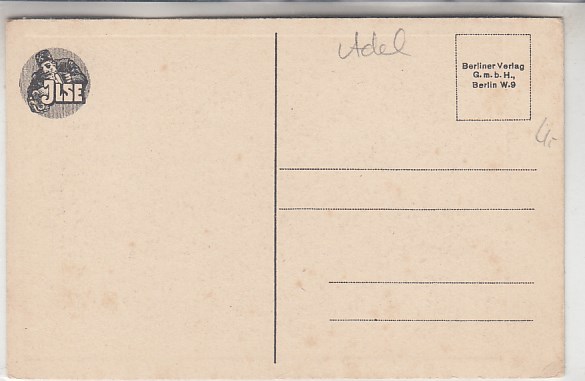 JLSE
Adel
Berliner Verlag
G.m.b.H.,
Berlin W.9
4,-